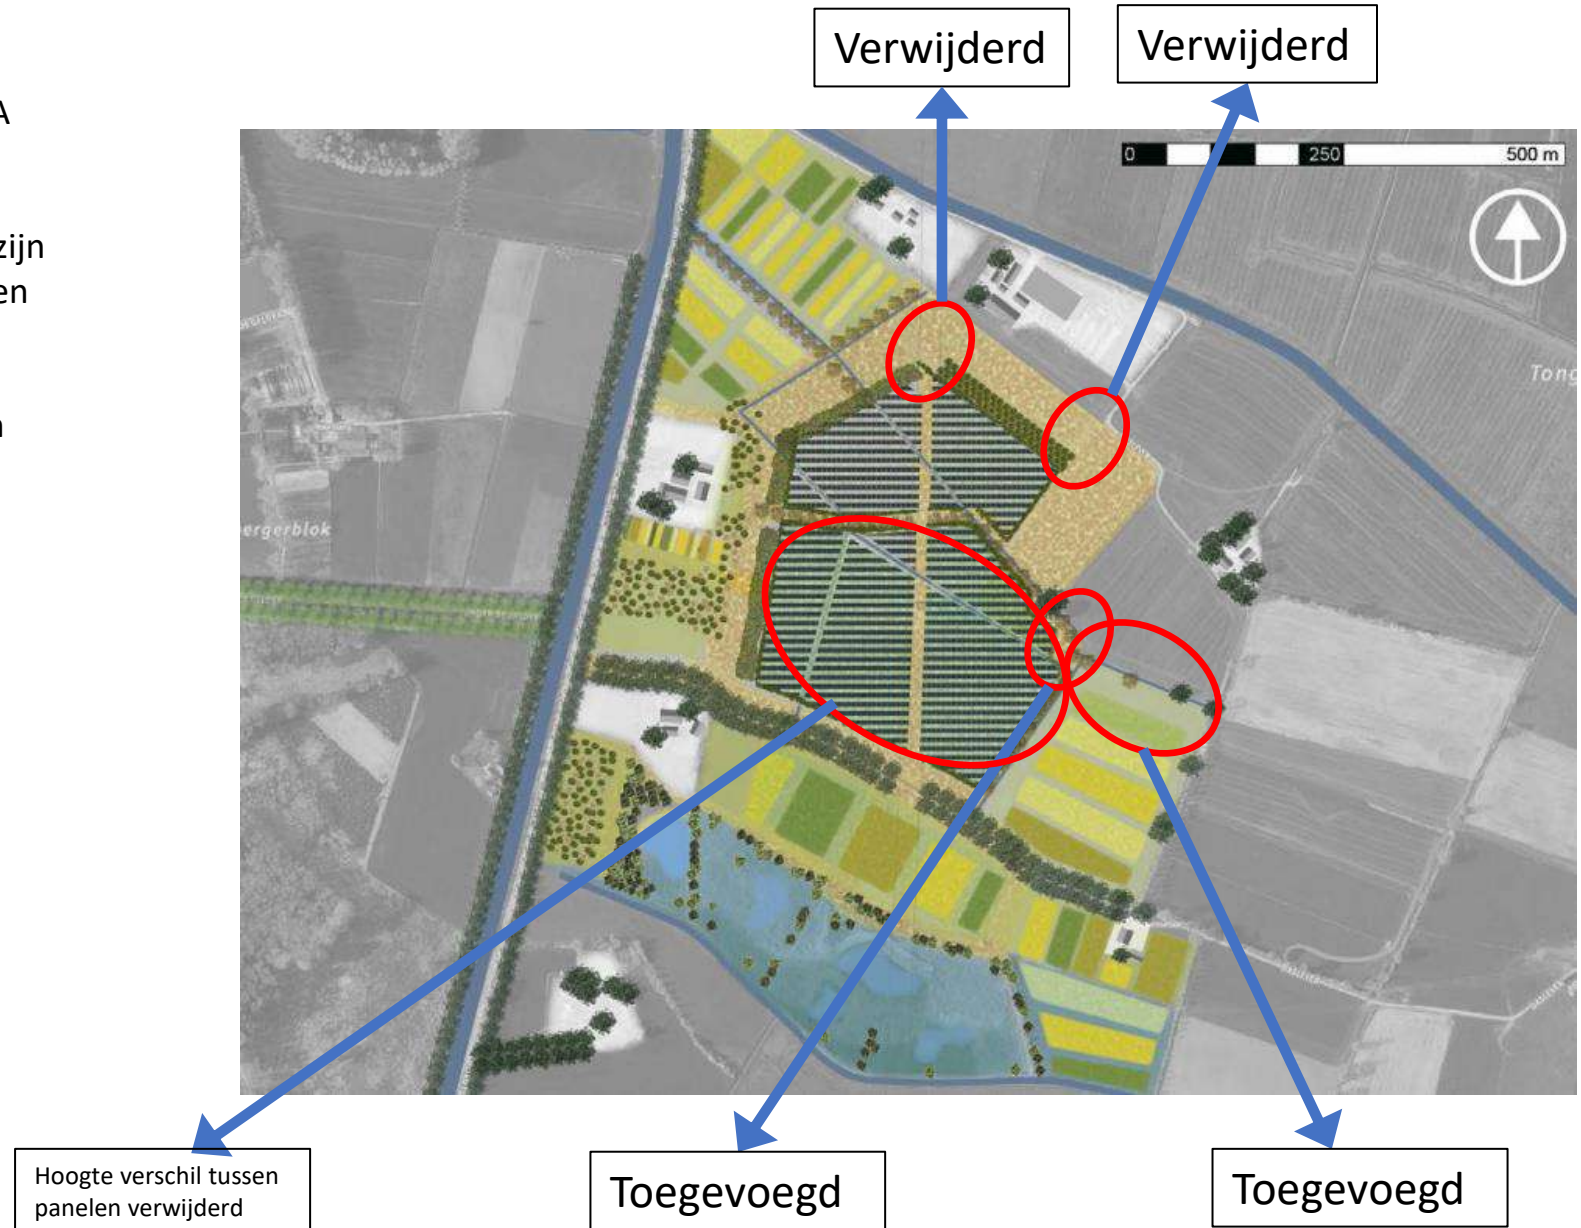 Verwijderd
Verwijderd
A
zijn
en
0 250 500 m
Tong
ergerblok
Hoogte verschil tussen
panelen verwijderd
Toegevoegd
Toegevoegd